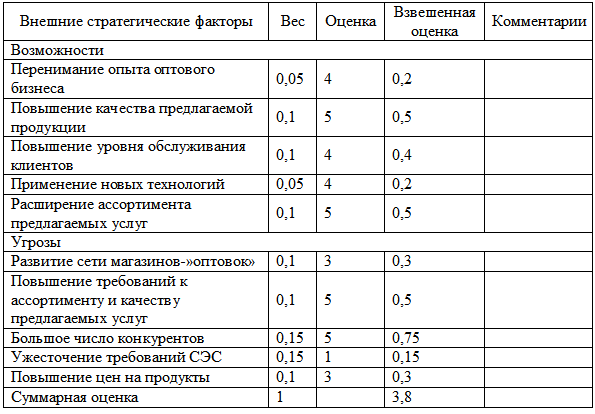 Внешние стратегические факторы Вес Оценка Взвешенная оценка Комментарии
Возможности
Перенимание опыта оптового
бизнеса 0,05 4 0,2
Повышение качества предлагаемой
продукции 0,1 5 0,5
Повышение уровня обслуживания
клиентов 0,1 4 0,4
Применение новых технологий 0,05 4 0,2
Расширение ассортимента
предлагаемых услуг 0,1 5 0,5
Угрозы
Развитие сети магазинов-»оптовок» 0,1 3 0,3
Повышение требований к
ассортименту и качеству
предлагаемых услуг 0,1 5 0,5
Большое число конкурентов 0,15 5 0,75
Ужесточение требований СЭС 0,15 1 0,15
Повышение цен на продукты 0,1 3 0,3
Суммарная оценка 1 3,8